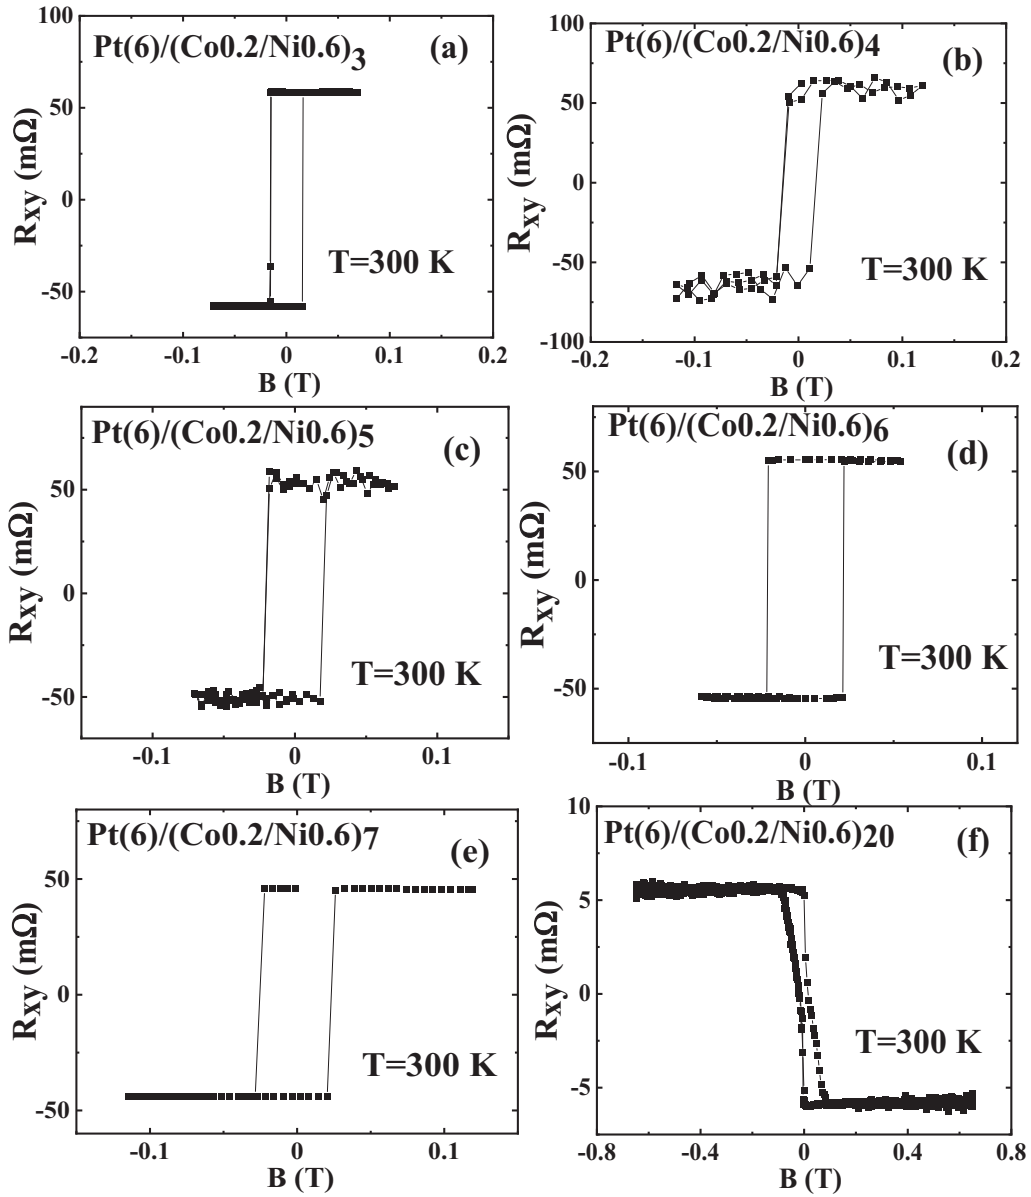 Pt(6)/(Co0.2/Ni0.6)3 (a)
100
50
0
-50
Rxy (mΩ)
T=300 K
-0.2 -0.1 0 0.1 0.2
B (T)
Pt(6)/(Co0.2/Ni0.6)4 (b)
100
50
0
-50
-100
Rxy (mΩ)
T=300 K
-0.2 -0.1 0 0.1 0.2
B (T)
Pt(6)/(Co0.2/Ni0.6)5 (c)
50
0
-50
Rxy (mΩ)
T=300 K
-0.1 0 0.1
B (T)
Pt(6)/(Co0.2/Ni0.6)6 (d)
50
0
-50
Rxy (mΩ)
T=300 K
-0.1 0 0.1
B (T)
Pt(6)/(Co0.2/Ni0.6)7 (e)
50
0
-50
Rxy (mΩ)
T=300 K
-0.1 0 0.1
B (T)
Pt(6)/(Co0.2/Ni0.6)20 (f)
10
5
0
-5
Rxy (mΩ)
T=300 K
-0.8 -0.4 0 0.4 0.8
B (T)